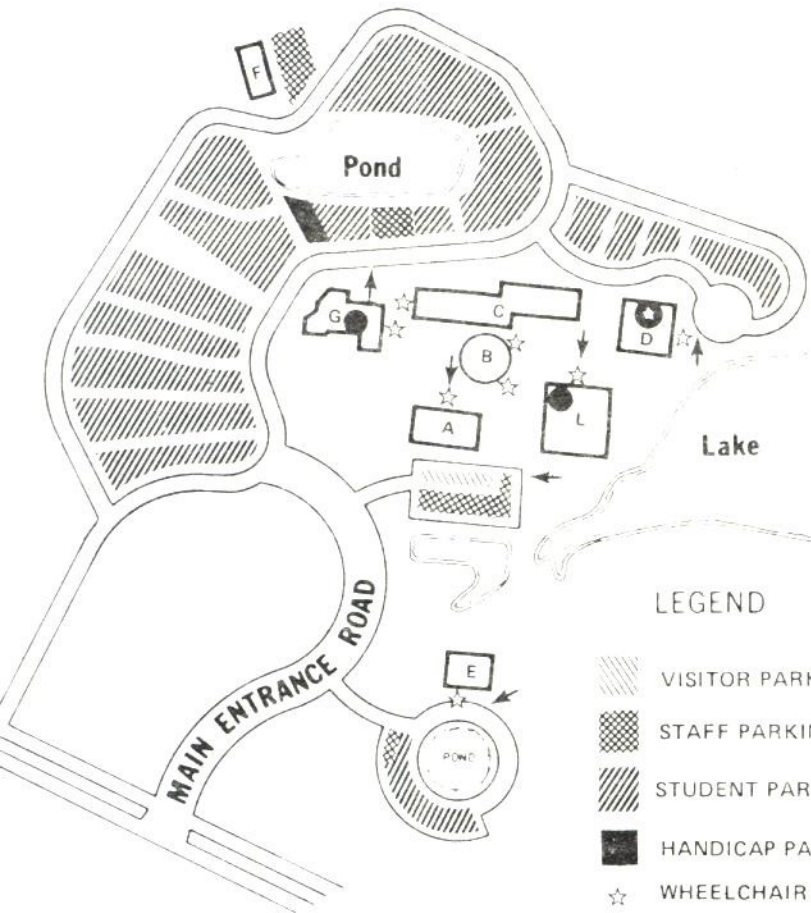 F
Pond
G
C
D
B
A
L
Lake
MAIN ENTRANCE ROAD
E
POND
LEGEND
VISITOR PARK
STAFF PARKIN
STUDENT PAR
HANDICAP PA
WHEELCHAIR